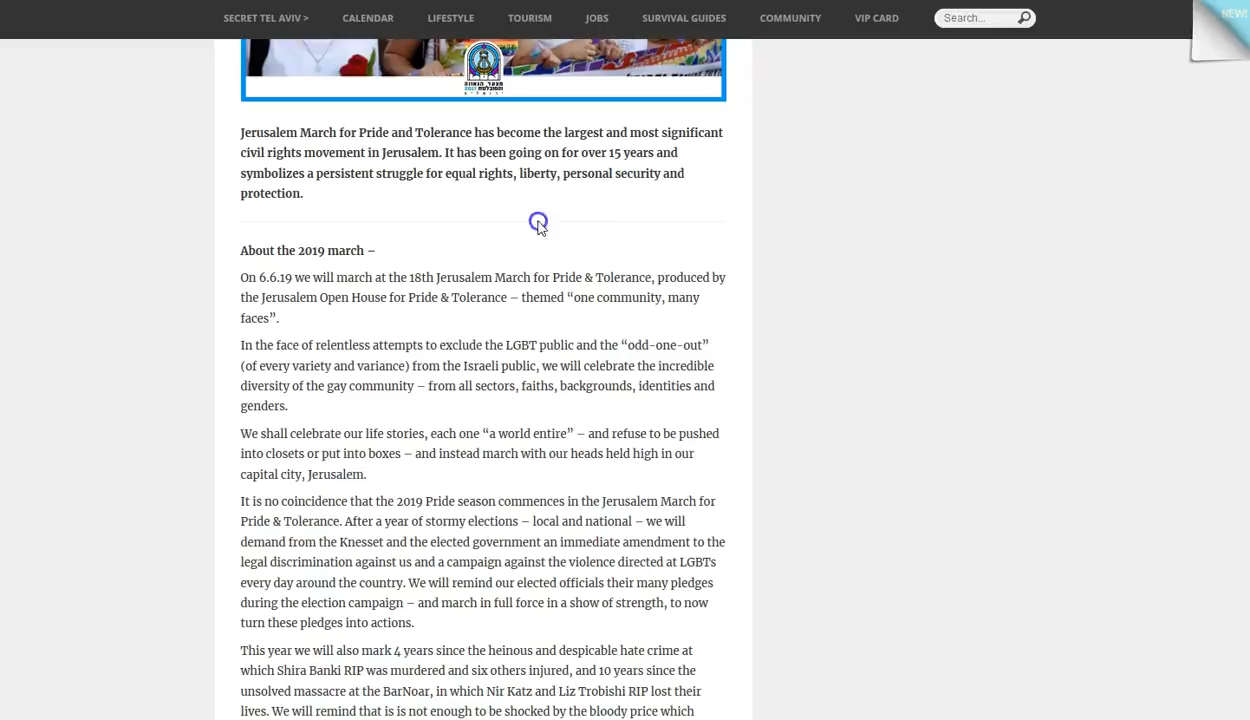 SECRET TEL AVIV > CALENDAR LIFESTYLE TOURISM JOBS SURVIVAL GUIDES COMMUNITY VIP CARD Search... NEW!
Jerusalem March for Pride and Tolerance has become the largest and most significant
civil rights movement in Jerusalem. It has been going on for over 15 years and
symbolizes a persistent struggle for equal rights, liberty, personal security and
protection.
About the 2019 march –
On 6.6.19 we will march at the 18th Jerusalem March for Pride & Tolerance, produced by
the Jerusalem Open House for Pride & Tolerance – themed “one community, many
faces”.
In the face of relentless attempts to exclude the LGBT public and the “odd-one-out”
(of every variety and variance) from the Israeli public, we will celebrate the incredible
diversity of the gay community – from all sectors, faiths, backgrounds, identities and
genders.
We shall celebrate our life stories, each one “a world entire” – and refuse to be pushed
into closets or put into boxes – and instead march with our heads held high in our
capital city, Jerusalem.
It is no coincidence that the 2019 Pride season commences in the Jerusalem March for
Pride & Tolerance. After a year of stormy elections – local and national – we will
demand from the Knesset and the elected government an immediate amendment to the
legal discrimination against us and a campaign against the violence directed at LGBTs
every day around the country. We will remind our elected officials their many pledges
during the election campaign – and march in full force in a show of strength, to now
turn these pledges into actions.
This year we will also mark 4 years since the heinous and despicable hate crime at
which Shira Banki RIP was murdered and six others injured, and 10 years since the
unsolved massacre at the BarNoar, in which Nir Katz and Liz Trobishi RIP lost their
lives. We will remind that is is not enough to be shocked by the bloody price which